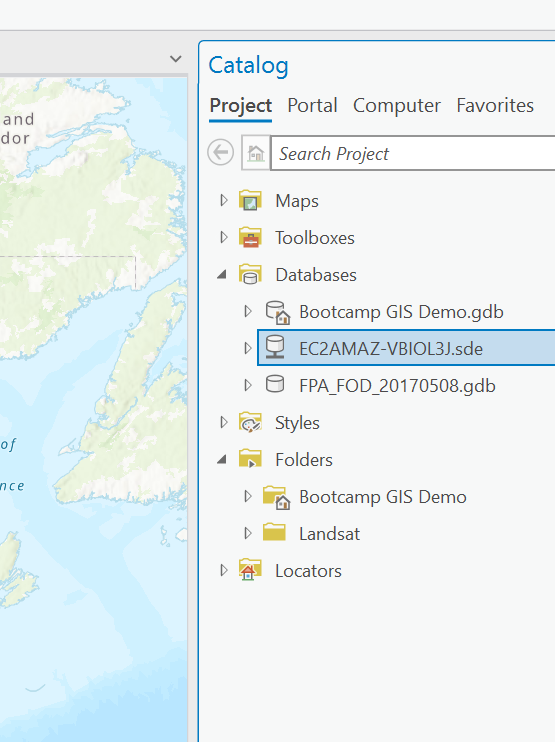 and
dor
of
nce
Catalog
Project Portal Computer Favorites
Search Project
Maps
Toolboxes
Databases
Bootcamp GIS Demo.gdb
EC2AMAZ-VBIOL3J.sde
FPA_FOD_20170508.gdb
Styles
Folders
Bootcamp GIS Demo
Landsat
Locators